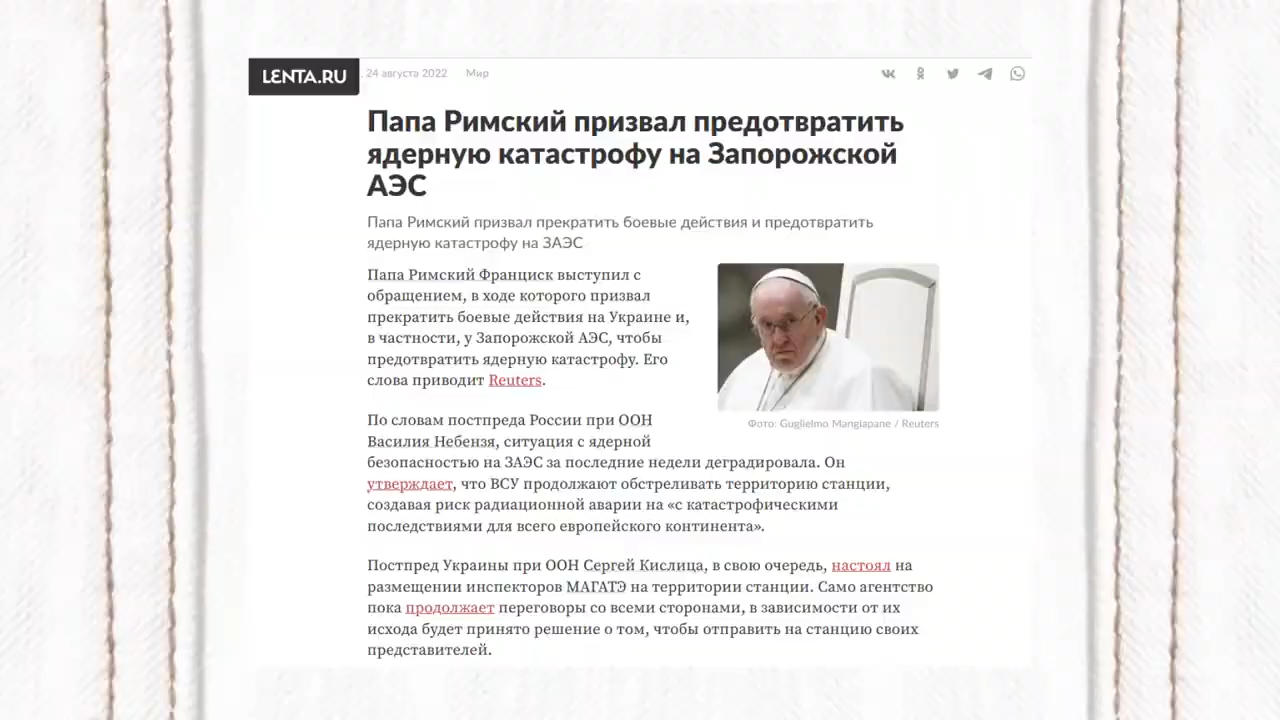 LENTA.RU
24 августа 2022 Мир
Папа Римский призвал предотвратить
ядерную катастрофу на Запорожской
АЭС
Папа Римский призвал прекратить боевые действия и предотвратить
ядерную катастрофу на ЗАЭС
Папа Римский Франциск выступил с
обращением, в ходе которого призвал
прекратить боевые действия на Украине и,
в частности, у Запорожской АЭС, чтобы
предотвратить ядерную катастрофу. Его
слова приводит Reuters.
Фото: Guglielmo Mangiapane / Reuters
По словам постпреда России при ООН
Василия Небензя, ситуация с ядерной
безопасностью на ЗАЭС за последние недели деградировала. Он
утверждает, что ВСУ продолжают обстреливать территорию станции,
создавая риск радиационной аварии на «с катастрофическими
последствиями для всего европейского континента».
Постпред Украины при ООН Сергей Кислица, в свою очередь, настоял на
размещении инспекторов МАГАТЭ на территории станции. Само агентство
пока продолжает переговоры со всеми сторонами, в зависимости от их
исхода будет принято решение о том, чтобы отправить на станцию своих
представителей.